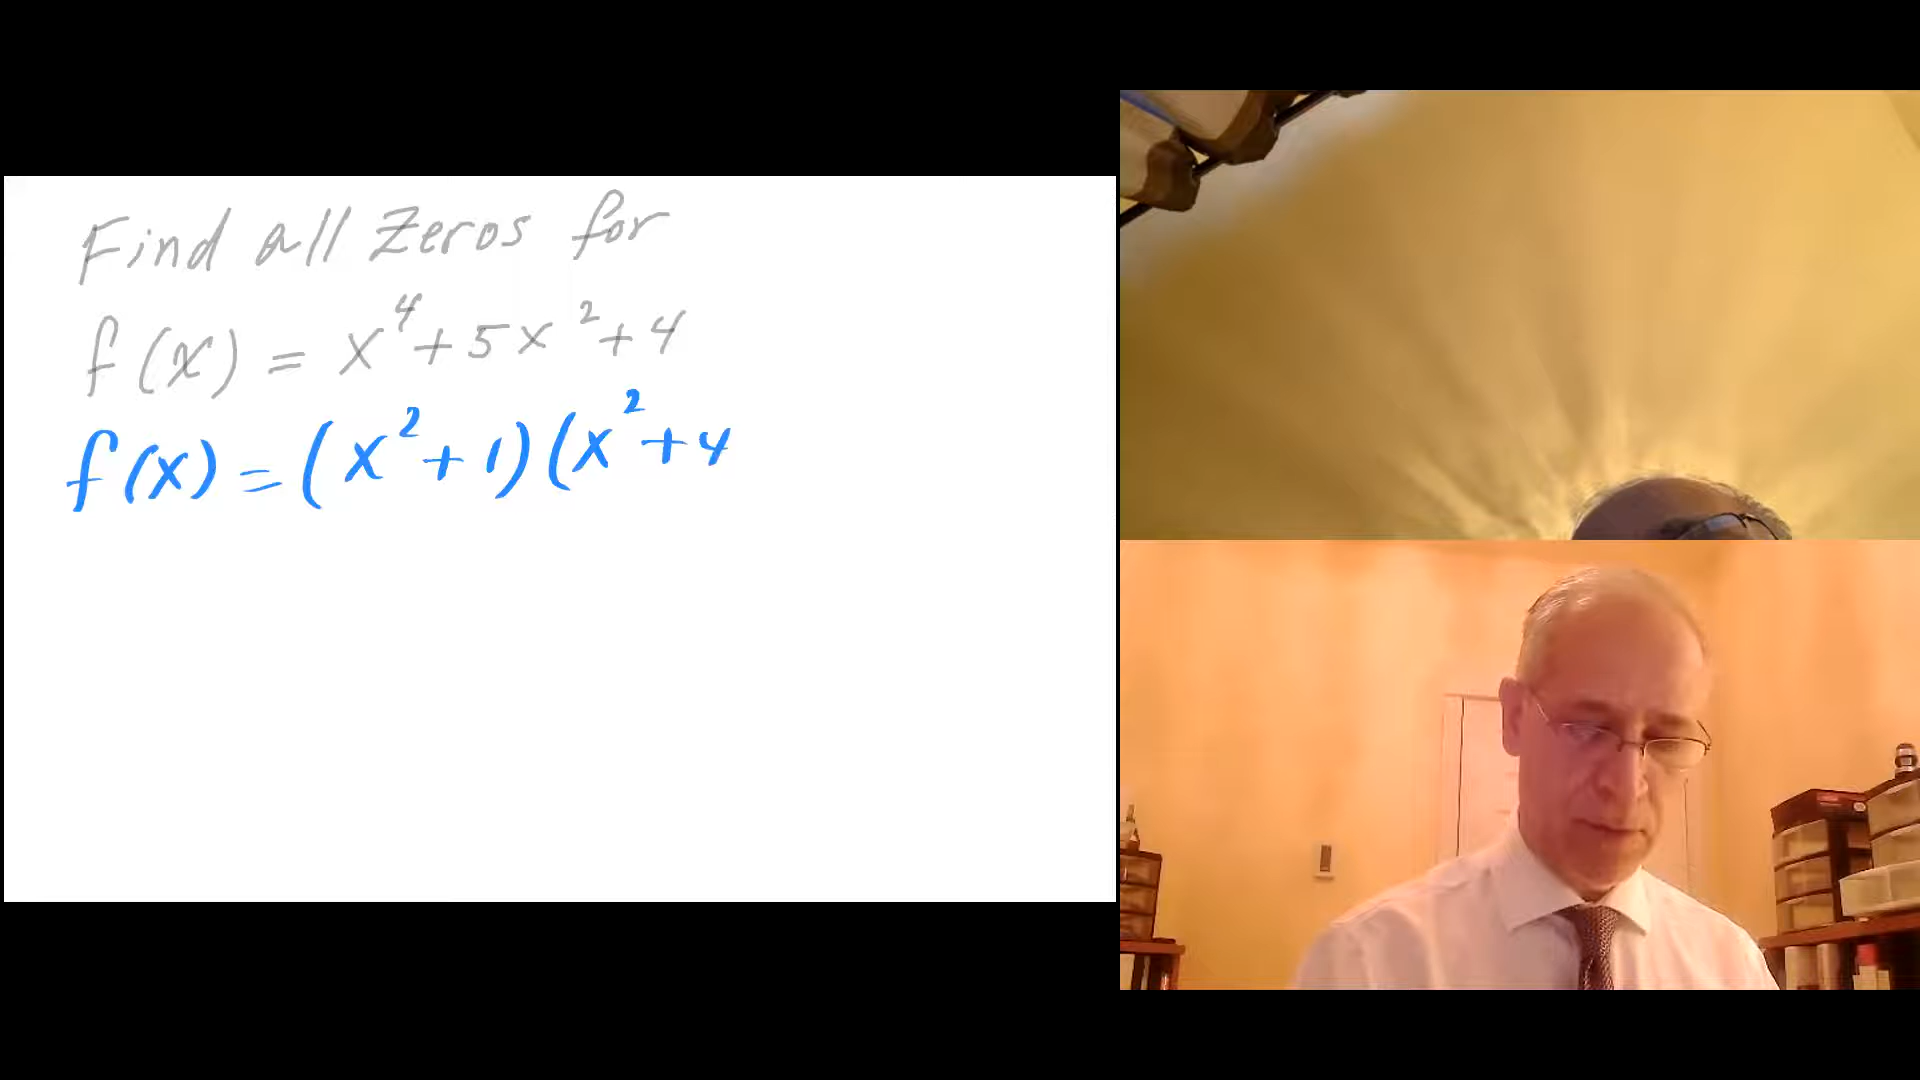 Find all zeros for
f(x) = x⁴+5x²+4
f(x) = (x²+1)(x²+4